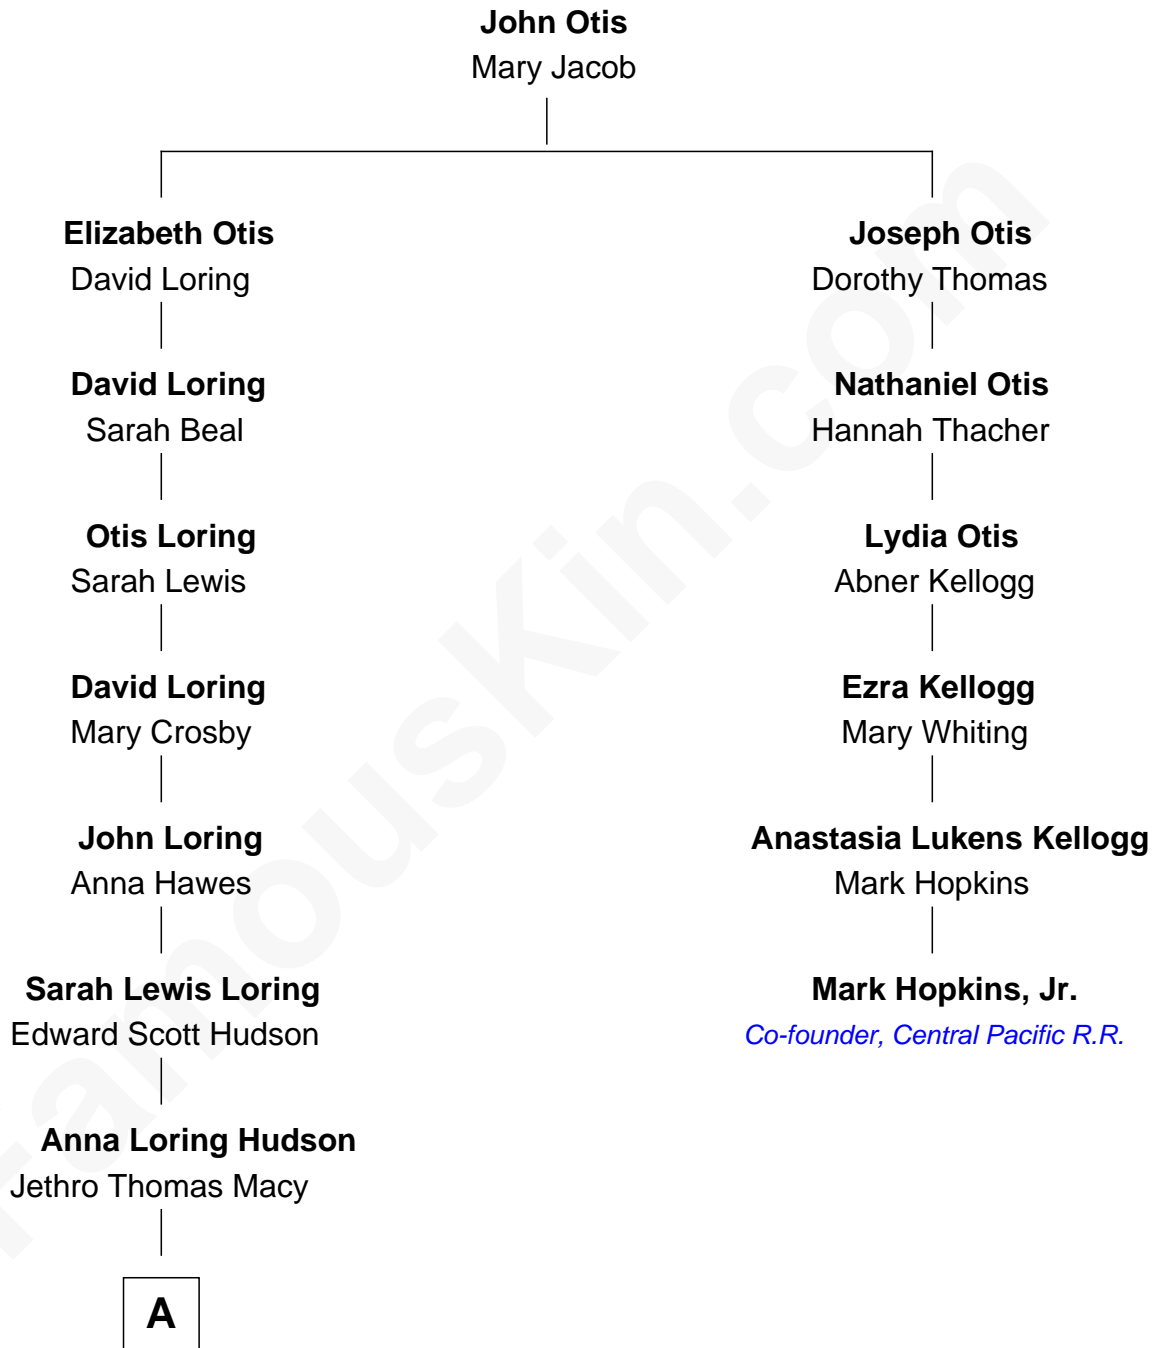 John Otis
Mary Jacob
Elizabeth Otis
David Loring
Joseph Otis
Dorothy Thomas
David Loring
Sarah Beal
Nathaniel Otis
Hannah Thacher
Otis Loring
Sarah Lewis
Lydia Otis
Abner Kellogg
David Loring
Mary Crosby
Ezra Kellogg
Mary Whiting
John Loring
Anna Hawes
Anastasia Lukens Kellogg
Mark Hopkins
Sarah Lewis Loring
Edward Scott Hudson
Mark Hopkins, Jr.
Co-founder, Central Pacific R.R.
Anna Loring Hudson
Jethro Thomas Macy
A
FamousKin.com